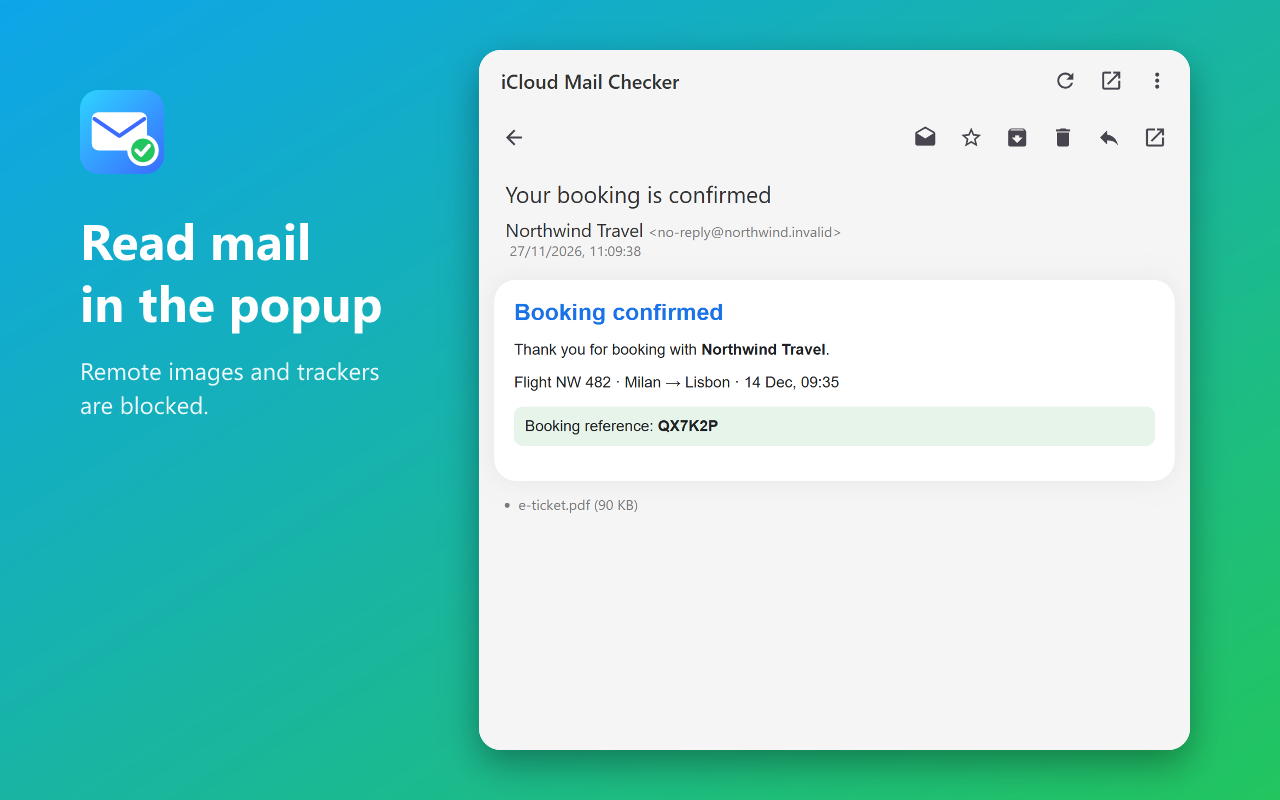 Read mail
in the popup
Remote images and trackers
are blocked.
iCloud Mail Checker
Your booking is confirmed
Northwind Travel <no-reply@northwind.invalid>
27/11/2026, 11:09:38
Booking confirmed
Thank you for booking with Northwind Travel.
Flight NW 482 · Milan → Lisbon · 14 Dec, 09:35
Booking reference: QX7K2P
• e-ticket.pdf (90 KB)